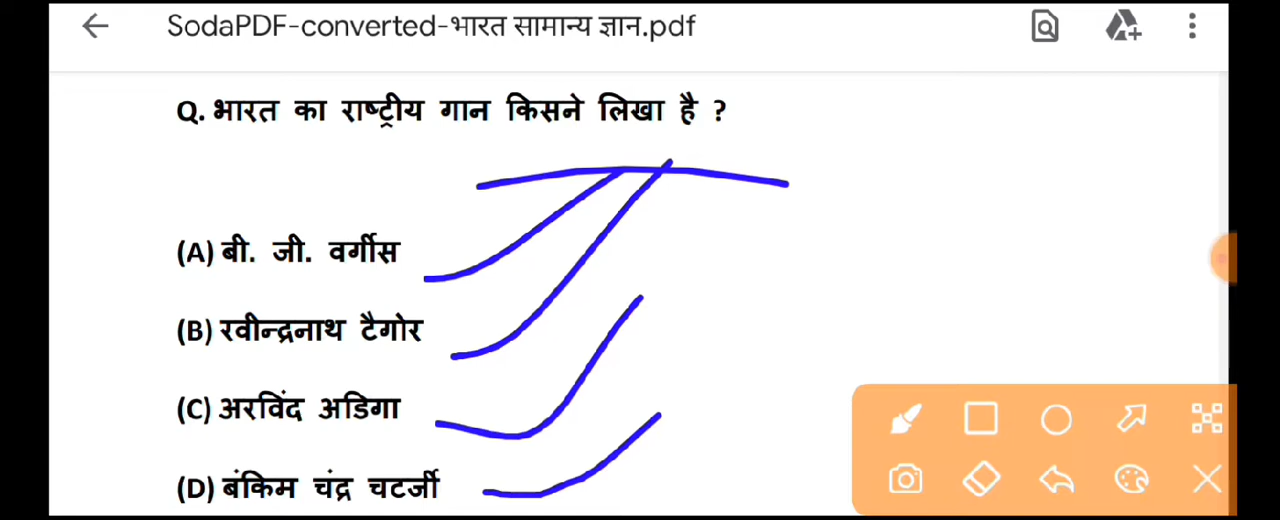 SodaPDF-converted-भारत सामान्य ज्ञान.pdf
Q. भारत का राष्ट्रीय गान किसने लिखा है ?
(A) बी. जी. वर्गीस
(B) रवीन्द्रनाथ टैगोर
(C) अरविंद अडिगा
(D) बंकिम चंद्र चटर्जी